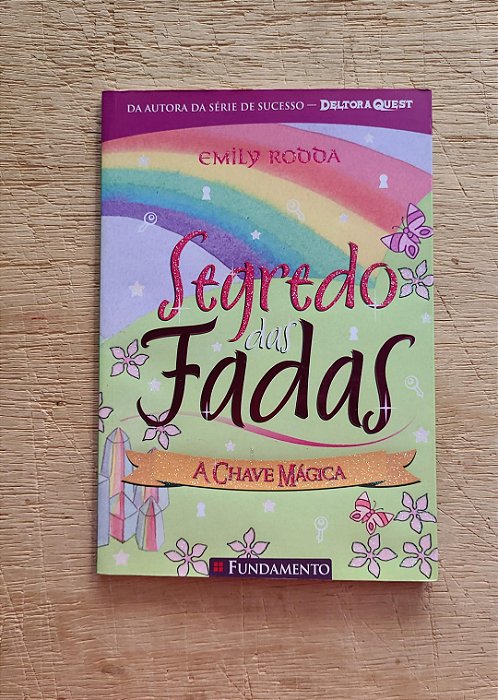 DA AUTORA DA SÉRIE DE SUCESSO — DELTORA QUEST
EMILY RODDA
Segredo
das
Fadas
A CHAVE MÁGICA
FUNDAMENTO